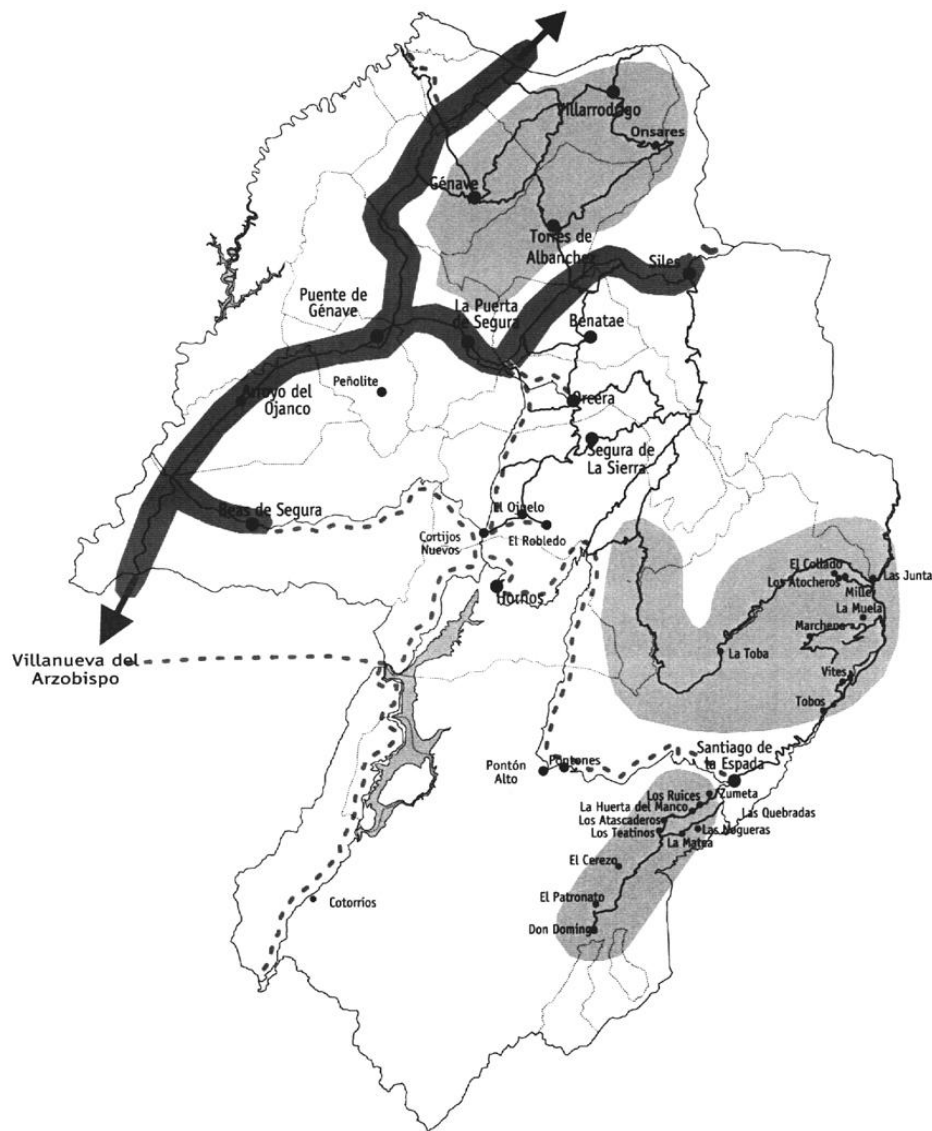 Villarrodrigo
Onsares
Génave
Torres de
Albanchez
Siles
Puente de
Génave
La Puerta
de Segura
Benatae
Peñolite
Arroyo del
Ojanco
Orcera
Segura de
La Sierra
Beas de Segura
El Ojuelo
Cortijos
Nuevos
El Robledo
Hornos
El Collado
Las Junta
Los Atocheros
Miller
La Muela
Marchena
La Toba
Vites
Tobos
Villanueva del
Arzobispo
Santiago de
la Espada
Pontón
Alto
Pontones
Los Ruices
Zumeta
La Huerta del Manco
Las Quebradas
Los Atascaderos
Las Nogueras
Los Teatinos
La Matea
El Cerezo
El Patronato
Cotorrios
Don Domingo